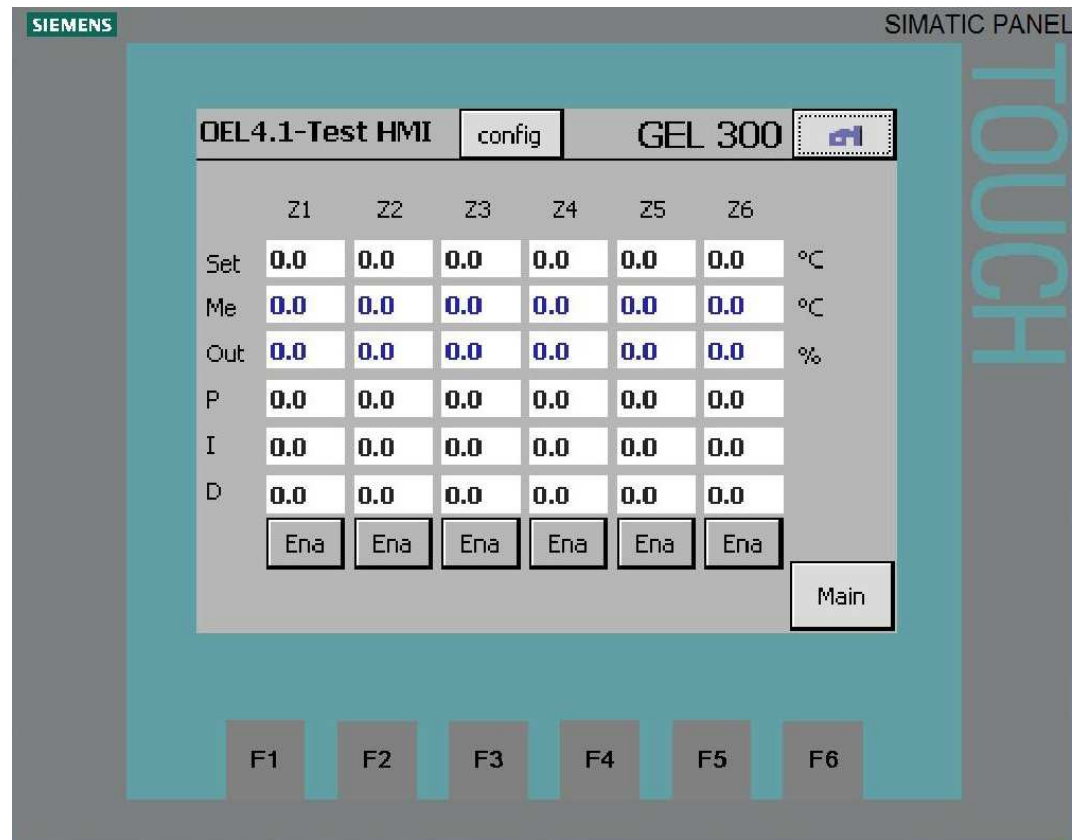 SIEMENS
SIMATIC PANEL
TOUCH
OEL4.1-Test HMI config GEL 300
Z1 Z2 Z3 Z4 Z5 Z6
Set 0.0 0.0 0.0 0.0 0.0 0.0 °C
Me 0.0 0.0 0.0 0.0 0.0 0.0 °C
Out 0.0 0.0 0.0 0.0 0.0 0.0 %
P 0.0 0.0 0.0 0.0 0.0 0.0
I 0.0 0.0 0.0 0.0 0.0 0.0
D 0.0 0.0 0.0 0.0 0.0 0.0
Ena Ena Ena Ena Ena Ena
Main
F1 F2 F3 F4 F5 F6